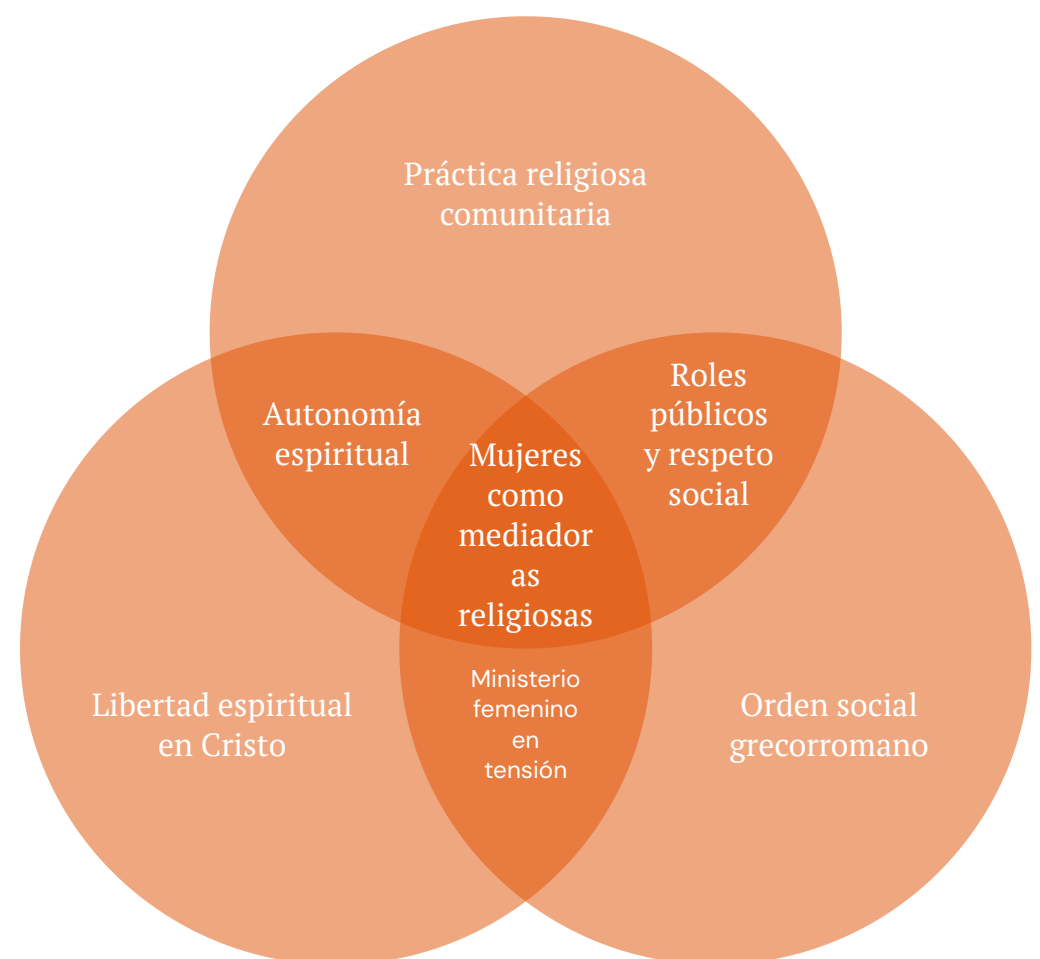 Práctica religiosa
comunitaria
Autonomía
espiritual
Roles
públicos
y respeto
social
Mujeres
como
mediador
as
religiosas
Libertad espiritual
en Cristo
Ministerio
femenino
en
tensión
Orden social
grecorromano